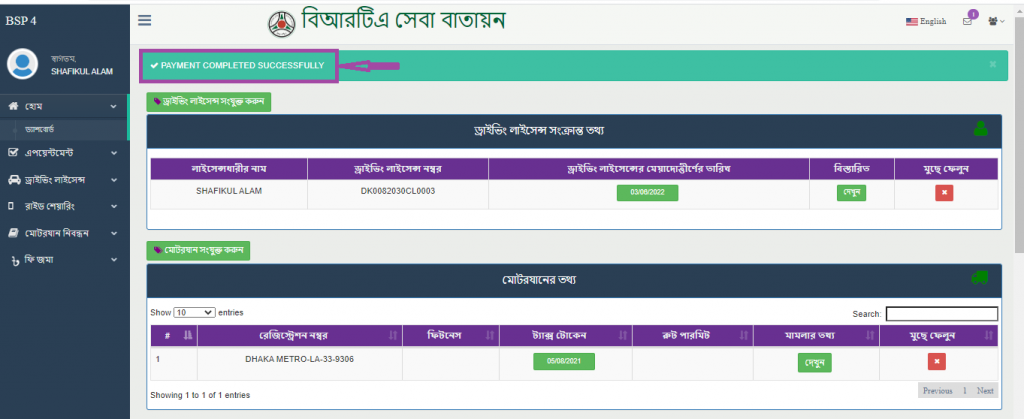 BSP 4
বিআরটিএ সেবা বাতায়ন
English
1
স্বাগতম,
SHAFIKUL ALAM
হোম
ড্যাশবোর্ড
এপয়েন্টমেন্ট
ড্রাইভিং লাইসেন্স
রাইড শেয়ারিং
মোটরযান নিবন্ধন
ফি জমা
PAYMENT COMPLETED SUCCESSFULLY
×
ড্রাইভিং লাইসেন্স সংযুক্ত করুন
ড্রাইভিং লাইসেন্স সংক্রান্ত তথ্য
লাইসেন্সধারীর নাম ড্রাইভিং লাইসেন্স নম্বর ড্রাইভিং লাইসেন্সের মেয়াদোত্তীর্ণের তারিখ বিস্তারিত মুছে ফেলুন
SHAFIKUL ALAM DK0082030CL0003 03/06/2022 দেখুন
মোটরযান সংযুক্ত করুন
মোটরযানের তথ্য
Show 10 entries Search:
# রেজিস্ট্রেশন নম্বর ফিটনেস ট্যাক্স টোকেন রুট পারমিট মামলার তথ্য মুছে ফেলুন
1 DHAKA METRO-LA-33-9306 05/08/2021 দেখুন
Showing 1 to 1 of 1 entries Previous 1 Next